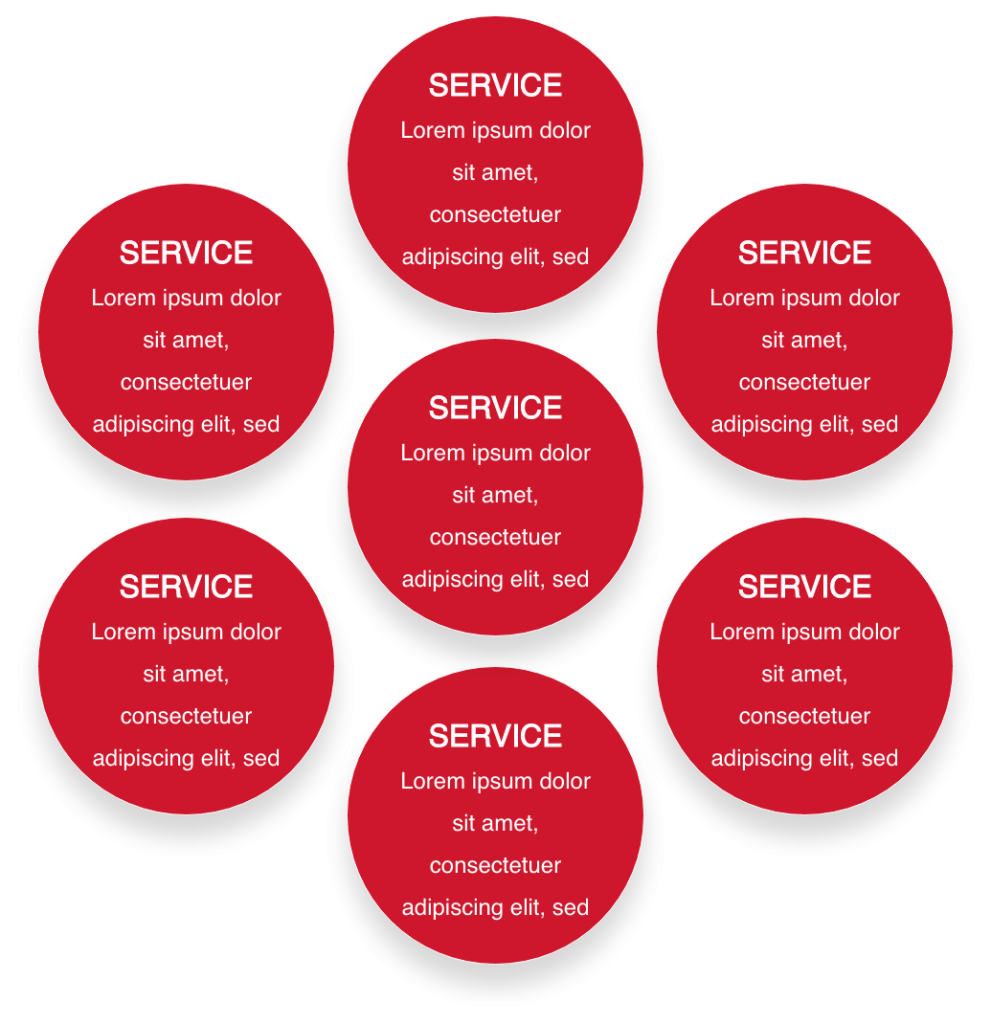 SERVICE
Lorem ipsum dolor
sit amet,
consectetuer
adipiscing elit, sed
SERVICE
Lorem ipsum dolor
sit amet,
consectetuer
adipiscing elit, sed
SERVICE
Lorem ipsum dolor
sit amet,
consectetuer
adipiscing elit, sed
SERVICE
Lorem ipsum dolor
sit amet,
consectetuer
adipiscing elit, sed
SERVICE
Lorem ipsum dolor
sit amet,
consectetuer
adipiscing elit, sed
SERVICE
Lorem ipsum dolor
sit amet,
consectetuer
adipiscing elit, sed
SERVICE
Lorem ipsum dolor
sit amet,
consectetuer
adipiscing elit, sed